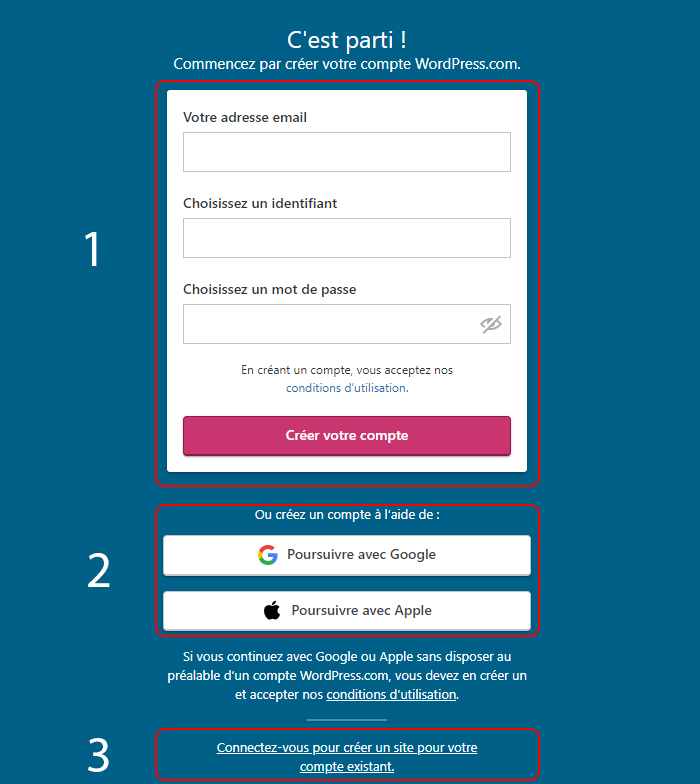 C'est parti !
Commencez par créer votre compte WordPress.com.
Votre adresse email
Choisissez un identifiant
1
Choisissez un mot de passe
En créant un compte, vous acceptez nos
conditions d'utilisation.
Créer votre compte
Ou créez un compte à l'aide de :
Poursuivre avec Google
2
Poursuivre avec Apple
Si vous continuez avec Google ou Apple sans disposer au
préalable d'un compte WordPress.com, vous devez en créer un
et accepter nos conditions d'utilisation.
3
Connectez-vous pour créer un site pour votre
compte existant.